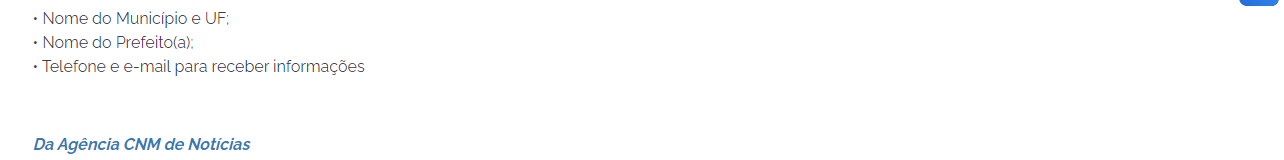 • Nome do Município e UF;
• Nome do Prefeito(a);
• Telefone e e-mail para receber informações
Da Agência CNM de Notícias